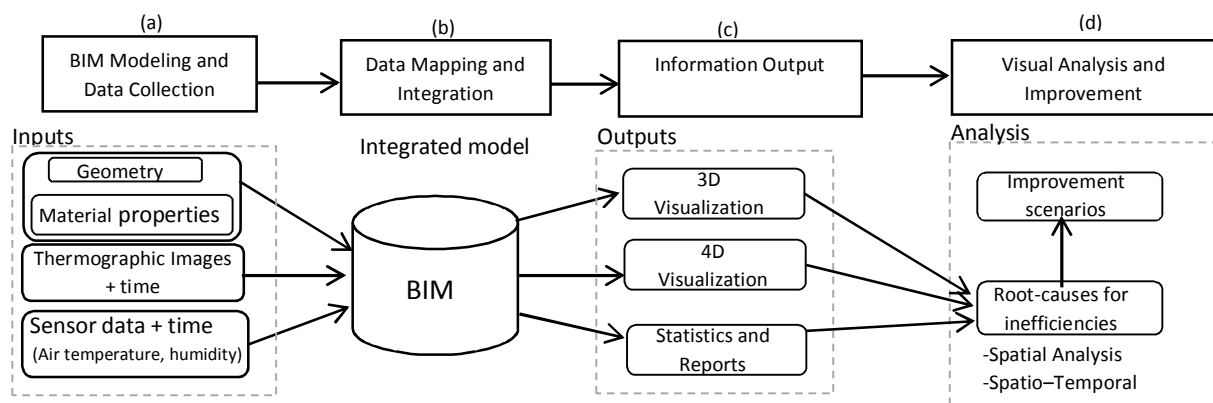 (a)
(b)
(c)
(d)
BIM Modeling and
Data Collection
Data Mapping and
Integration
Information Output
Visual Analysis and
Improvement
Inputs
Integrated model
Outputs
Analysis
Geometry
Material properties
Thermographic Images
+ time
Sensor data + time
(Air temperature, humidity)
BIM
3D
Visualization
4D
Visualization
Statistics and
Reports
Improvement
scenarios
Root-causes for
inefficiencies
-Spatial Analysis
-Spatio–Temporal